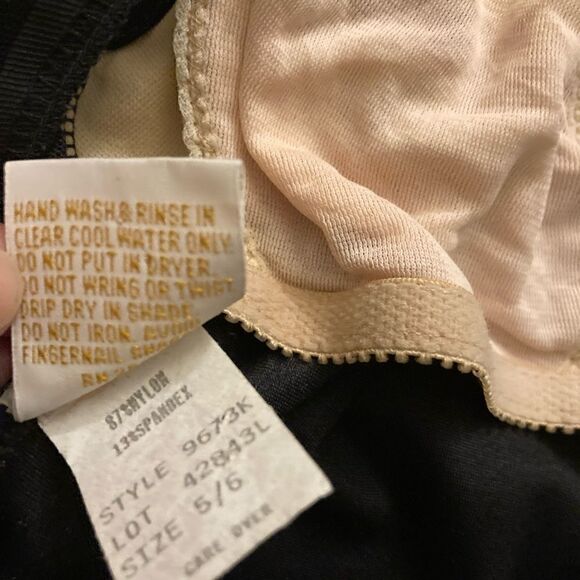 HAND WASH & RINSE IN
CLEAR COOL WATER ONLY
DO NOT PUT IN DRYER.
DO NOT WRING OR TWIST
DRIP DRY IN SHADE
DO NOT IRON. AVOID
FINGERNAIL
87%NYLON
13%SPANDEX
STYLE 9673K
LOT 42843L
SIZE 5/6
CARE OVER